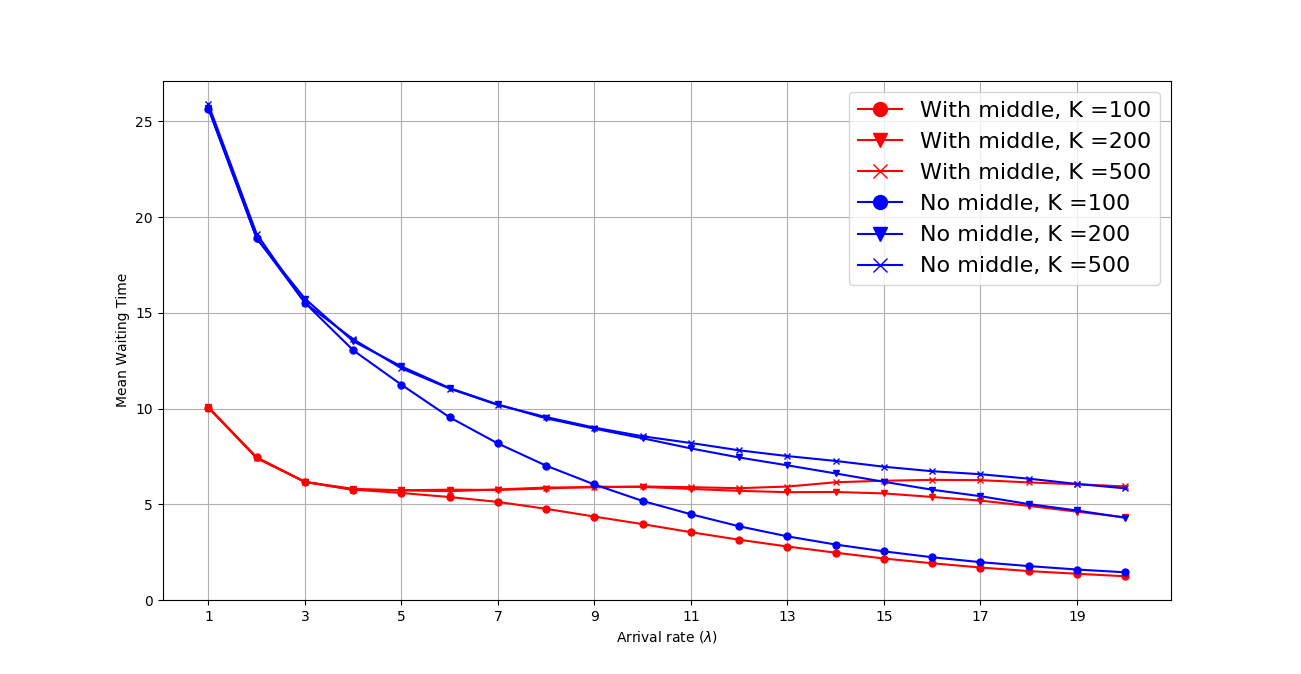 With middle, K =100
With middle, K =200
With middle, K =500
No middle, K =100
No middle, K =200
No middle, K =500
Mean Waiting Time
25
20
15
10
5
0
1 3 5 7 9 11 13 15 17 19
Arrival rate (λ)